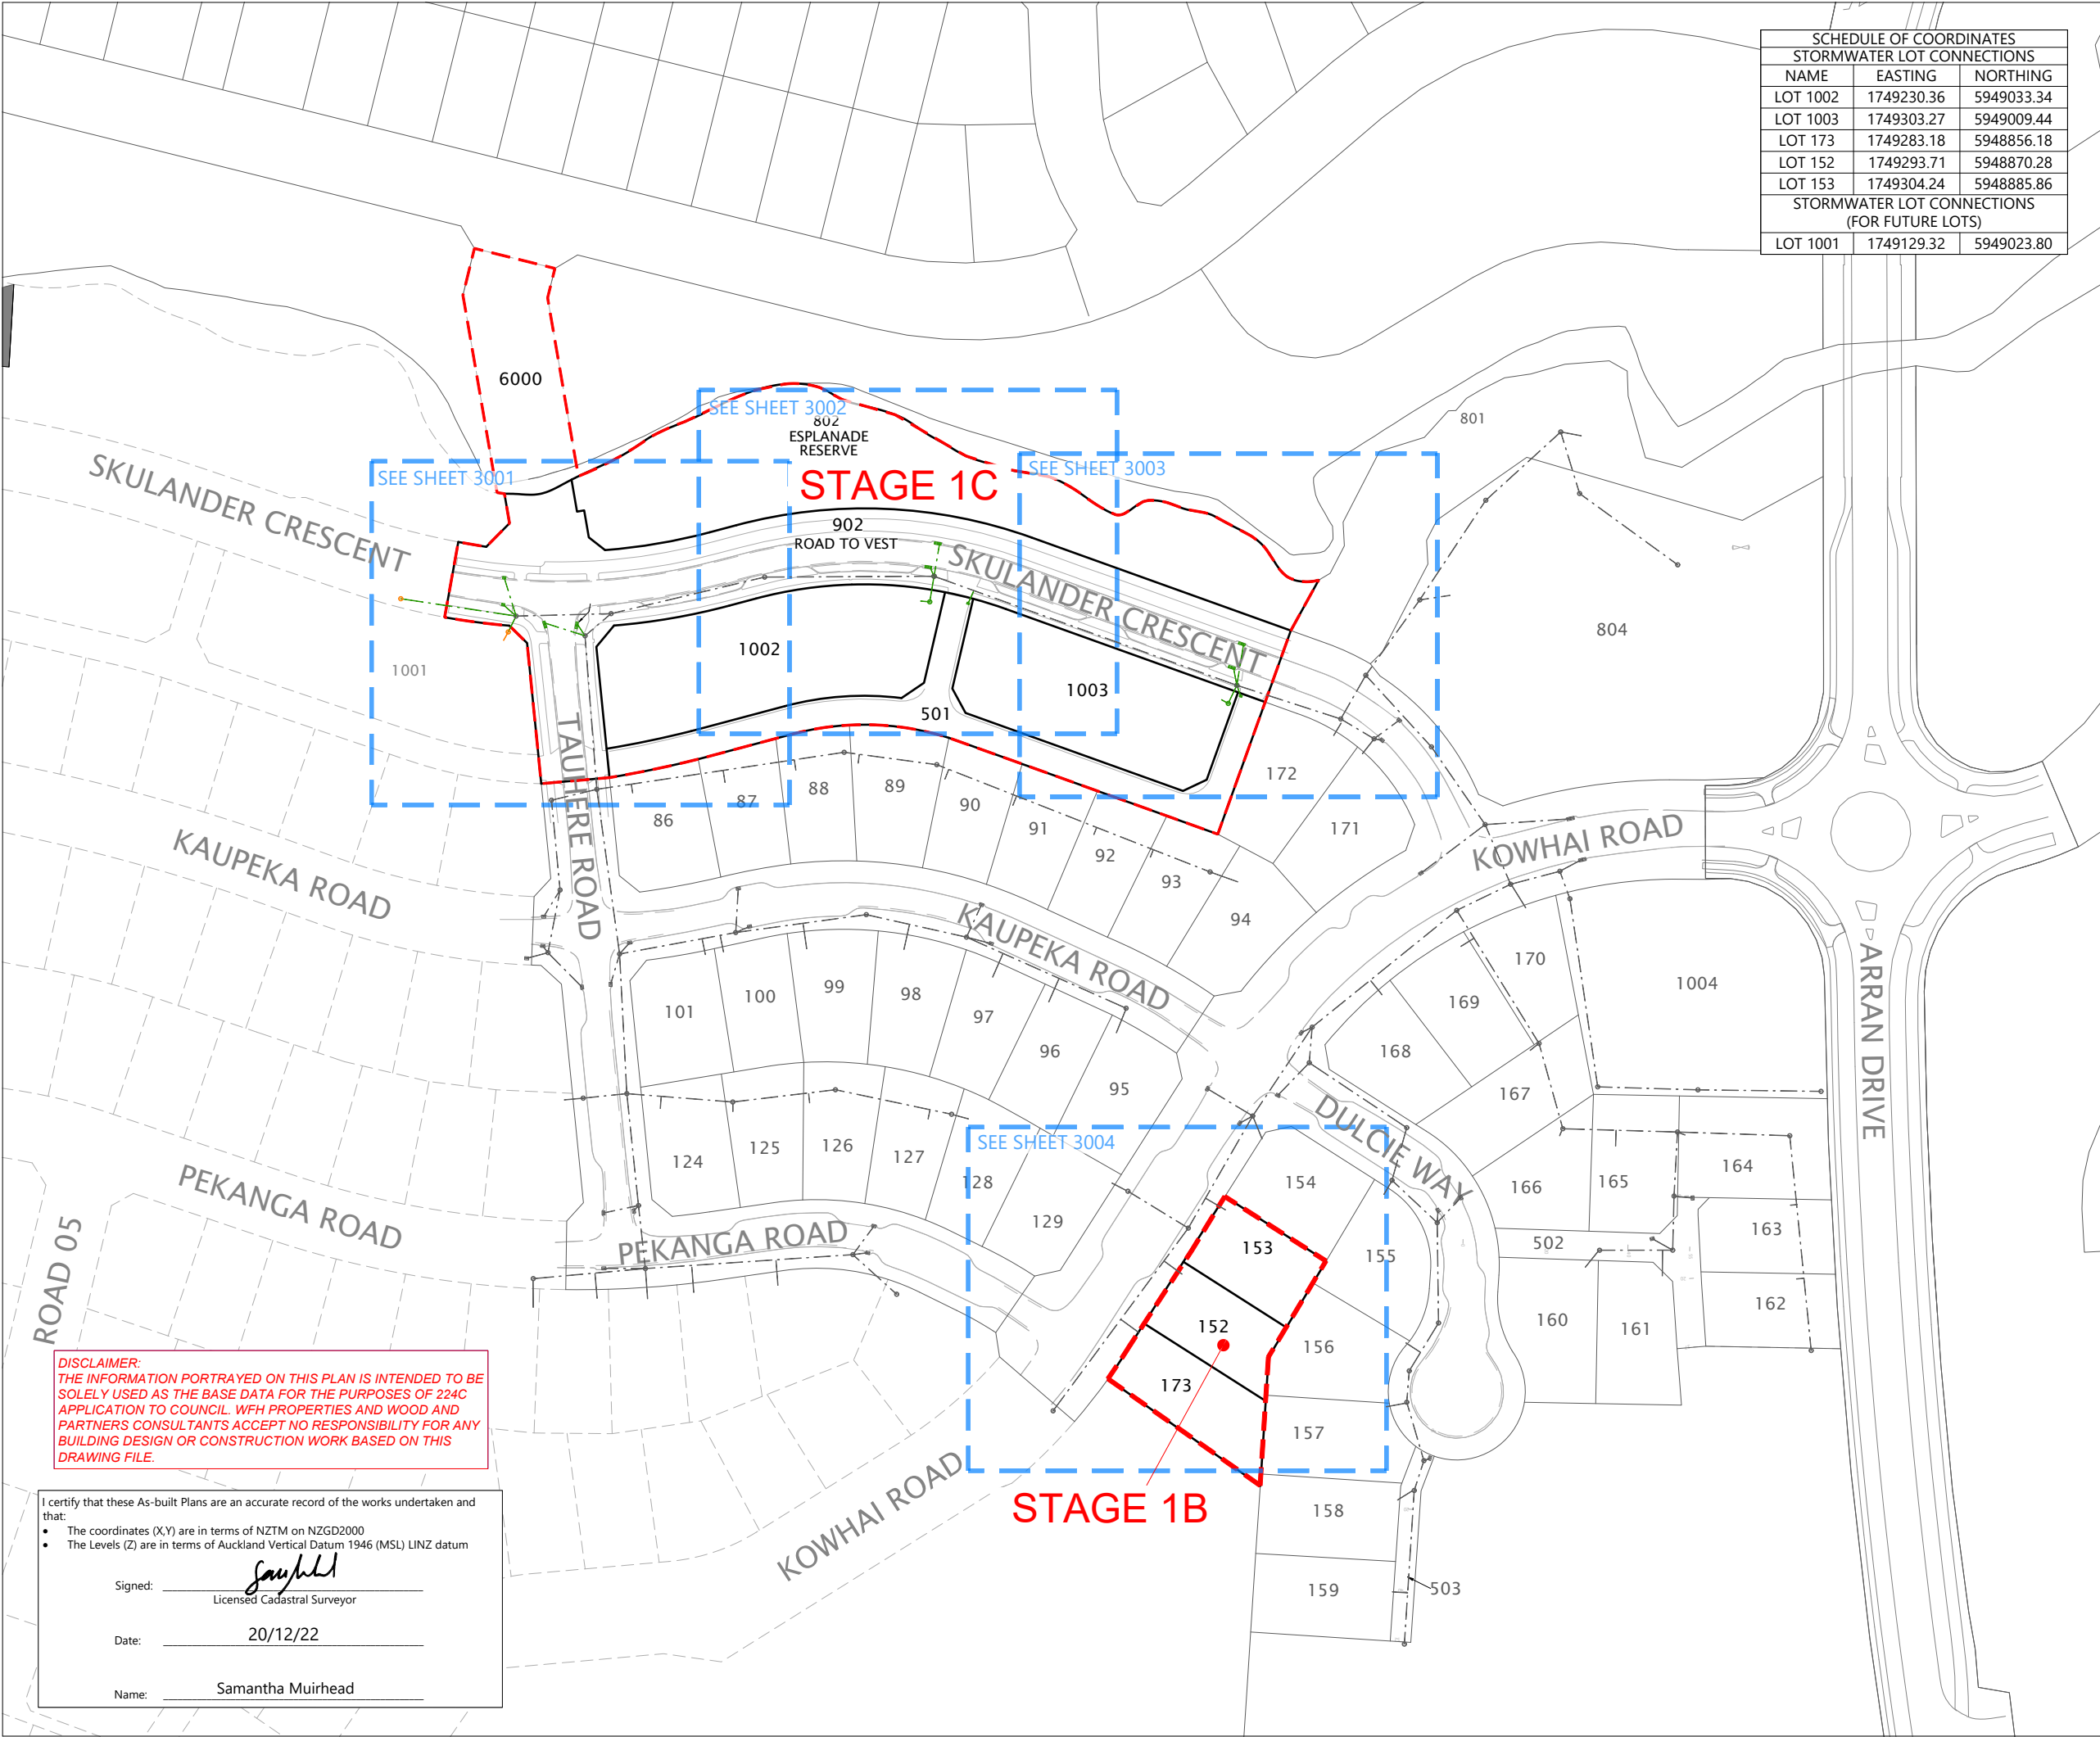 SCHEDULE OF COORDINATES
STORMWATER LOT CONNECTIONS
NAME EASTING NORTHING
LOT 1002 1749230.36 5949033.34
LOT 1003 1749303.27 5949009.44
LOT 173 1749283.18 5948856.18
LOT 152 1749293.71 5948870.28
LOT 153 1749304.24 5948885.86
STORMWATER LOT CONNECTIONS
(FOR FUTURE LOTS)
LOT 1001 1749129.32 5949023.80
6000
SEE SHEET 3002
802
ESPLANADE
RESERVE
801
SEE SHEET 3001
SEE SHEET 3003
STAGE 1C
SKULANDER CRESCENT
902
ROAD TO VEST
SKULANDER CRESCENT
804
1001
1002
1003
501
TAUHERE ROAD
172
171
86
87
88
89
90
91
92
93
94
KOWHAI ROAD
KAUPEKA ROAD
KAUPEKA ROAD
101
100
99
98
97
96
95
170
169
168
167
1004
ARRAN DRIVE
DULCIE WAY
SEE SHEET 3004
124
125
126
127
128
129
154
155
166
165
164
163
162
502
160
161
PEKANGA ROAD
PEKANGA ROAD
ROAD 05
153
152
173
156
157
158
159
503
STAGE 1B
KOWHAI ROAD
DISCLAIMER:
THE INFORMATION PORTRAYED ON THIS PLAN IS INTENDED TO BE
SOLELY USED AS THE BASE DATA FOR THE PURPOSES OF 224C
APPLICATION TO COUNCIL. WFH PROPERTIES AND WOOD AND
PARTNERS CONSULTANTS ACCEPT NO RESPONSIBILITY FOR ANY
BUILDING DESIGN OR CONSTRUCTION WORK BASED ON THIS
DRAWING FILE.
I certify that these As-built Plans are an accurate record of the works undertaken and
that:
• The coordinates (X,Y) are in terms of NZTM on NZGD2000
• The Levels (Z) are in terms of Auckland Vertical Datum 1946 (MSL) LINZ datum
Signed:
Licensed Cadastral Surveyor
Date: 20/12/22
Name: Samantha Muirhead